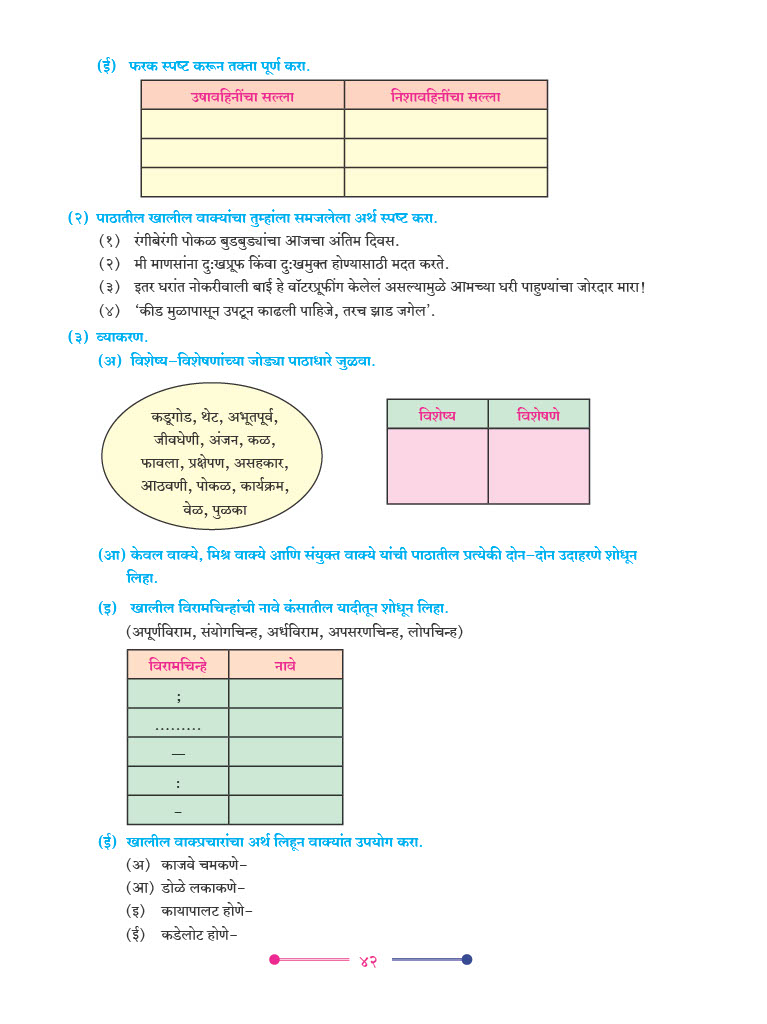 (ई) फरक स्पष्ट करून तक्ता पूर्ण करा.
उषावहिनींचा सल्ला निशावहिनींचा सल्ला
(२) पाठातील खालील वाक्यांचा तुम्हांला समजलेला अर्थ स्पष्ट करा.
(१) रंगीबेरंगी पोकळ बुडबुड्यांचा आजचा अंतिम दिवस.
(२) मी माणसांना दुःखप्रूफ किंवा दुःखमुक्त होण्यासाठी मदत करते.
(३) इतर घरांत नोकरीवाली बाई हे वॉटरप्रूफींग केलेलं असल्यामुळे आमच्या घरी पाहुण्यांचा जोरदार मारा!
(४) ‘कीड मुळापासून उपटून काढली पाहिजे, तरच झाड जगेल’.
(३) व्याकरण.
(अ) विशेष्य-विशेषणांच्या जोड्या पाठाधारे जुळवा.
कडूगोड, थेट, अभूतपूर्व,
जीवघेणी, अंजन, कळ,
फावला, प्रक्षेपण, असहकार,
आठवणी, पोकळ, कार्यक्रम,
वेळ, पुळका
विशेष्य विशेषणे
(आ) केवल वाक्ये, मिश्र वाक्ये आणि संयुक्त वाक्ये यांची पाठातील प्रत्येकी दोन-दोन उदाहरणे शोधून
लिहा.
(इ) खालील विरामचिन्हांची नावे कंसातील यादीतून शोधून लिहा.
(अपूर्णविराम, संयोगचिन्ह, अर्धविराम, अपसरणचिन्ह, लोपचिन्ह)
विरामचिन्हे नावे
;
.........
—
:
-
(ई) खालील वाक्प्रचारांचा अर्थ लिहून वाक्यांत उपयोग करा.
(अ) काजवे चमकणे-
(आ) डोळे लकाकणे-
(इ) कायापालट होणे-
(ई) कडेलोट होणे-
४२